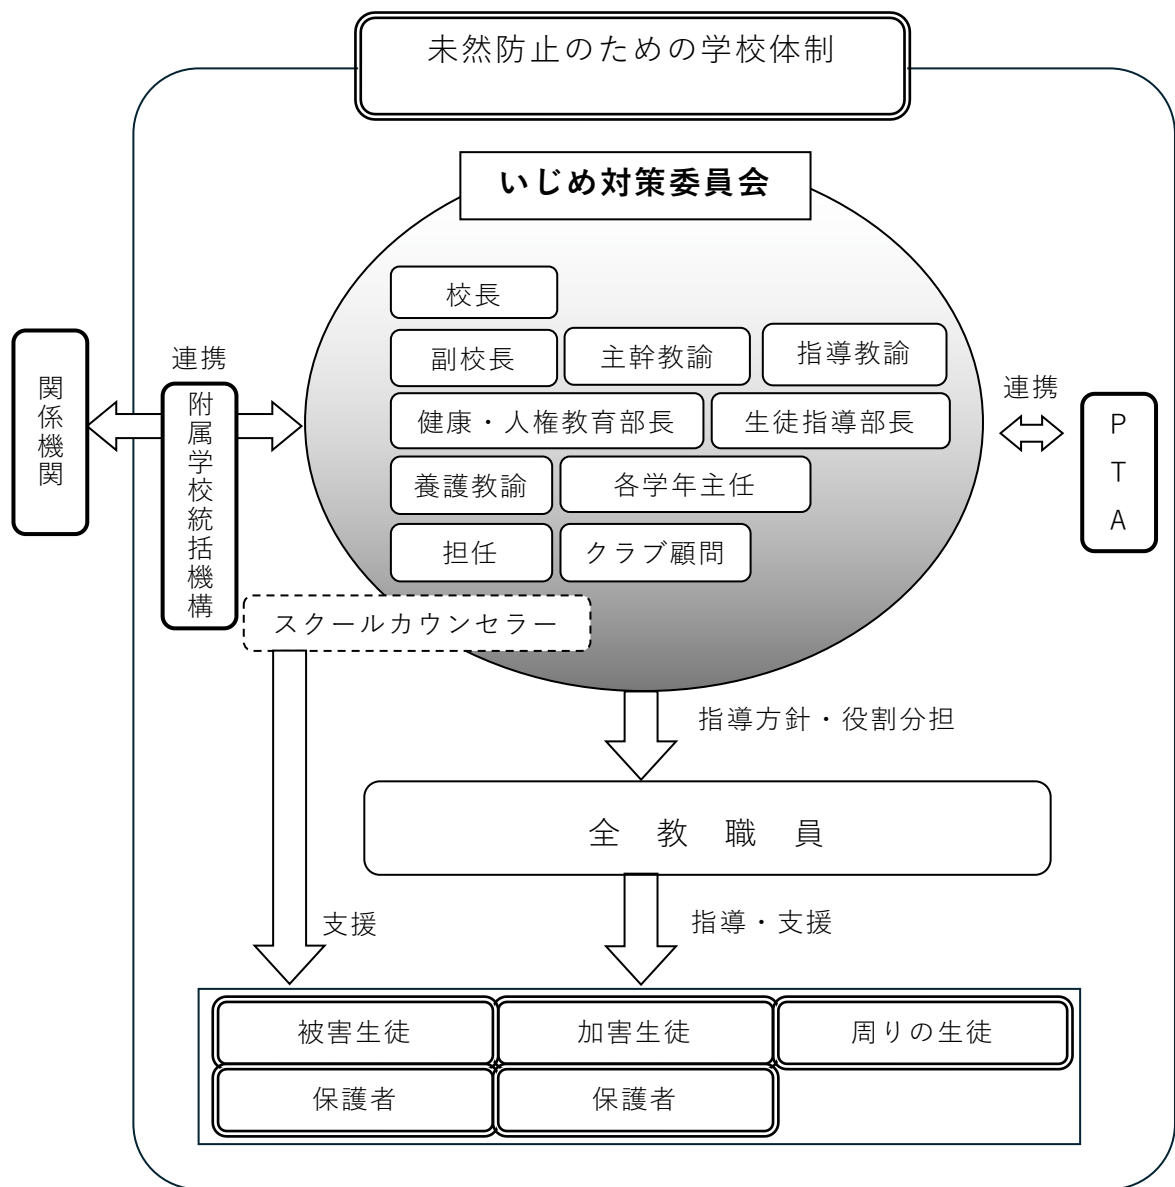 未然防止のための学校体制
いじめ対策委員会
校長
副校長
主幹教諭
指導教諭
健康・人権教育部長
生徒指導部長
養護教諭
各学年主任
担任
クラブ顧問
スクールカウンセラー
関係機関
連携
附属学校統括機構
連携
PTA
指導方針・役割分担
全教職員
支援
指導・支援
被害生徒
加害生徒
周りの生徒
保護者
保護者